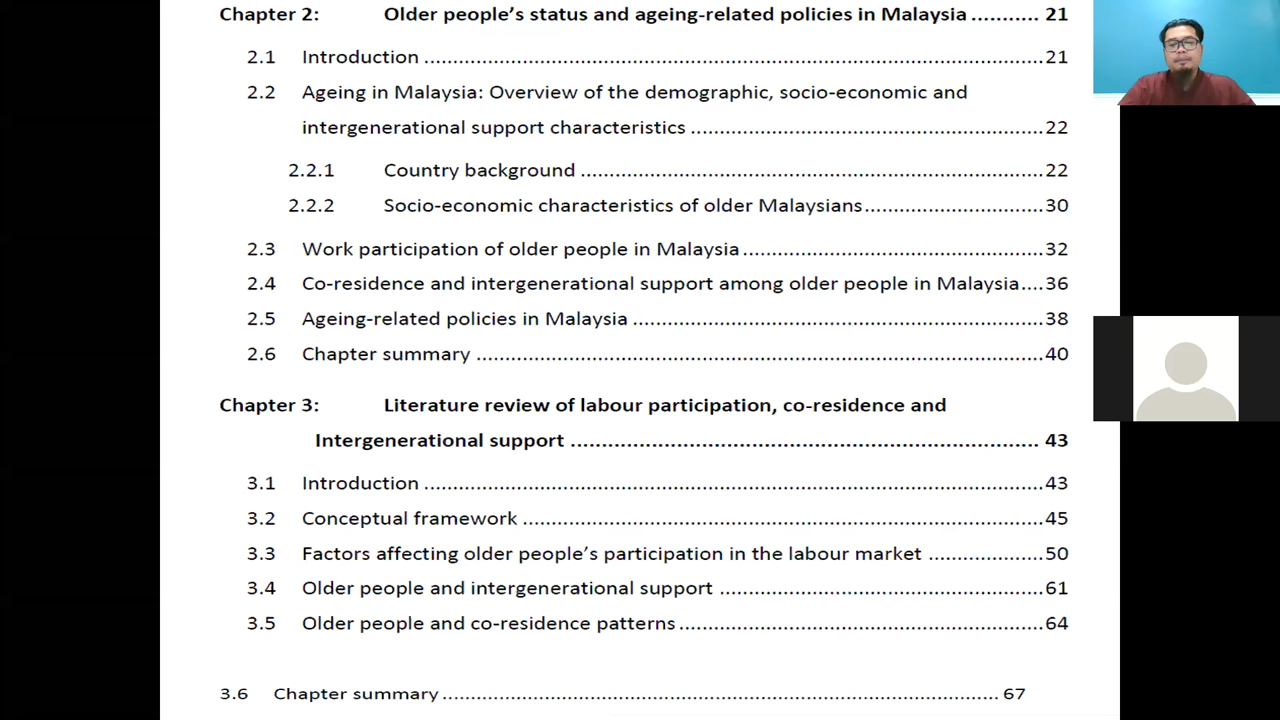 Chapter 2: Older people’s status and ageing-related policies in Malaysia ........... 21
2.1 Introduction ............................................................................................................. 21
2.2 Ageing in Malaysia: Overview of the demographic, socio-economic and
intergenerational support characteristics ............................................................. 22
2.2.1 Country background ................................................................................. 22
2.2.2 Socio-economic characteristics of older Malaysians ............................... 30
2.3 Work participation of older people in Malaysia .................................................... 32
2.4 Co-residence and intergenerational support among older people in Malaysia .... 36
2.5 Ageing-related policies in Malaysia ....................................................................... 38
2.6 Chapter summary ................................................................................................... 40
Chapter 3: Literature review of labour participation, co-residence and
Intergenerational support ................................................................................ 43
3.1 Introduction ............................................................................................................. 43
3.2 Conceptual framework ........................................................................................... 45
3.3 Factors affecting older people’s participation in the labour market .................... 50
3.4 Older people and intergenerational support ........................................................ 61
3.5 Older people and co-residence patterns ............................................................... 64
3.6 Chapter summary ................................................................................................... 67